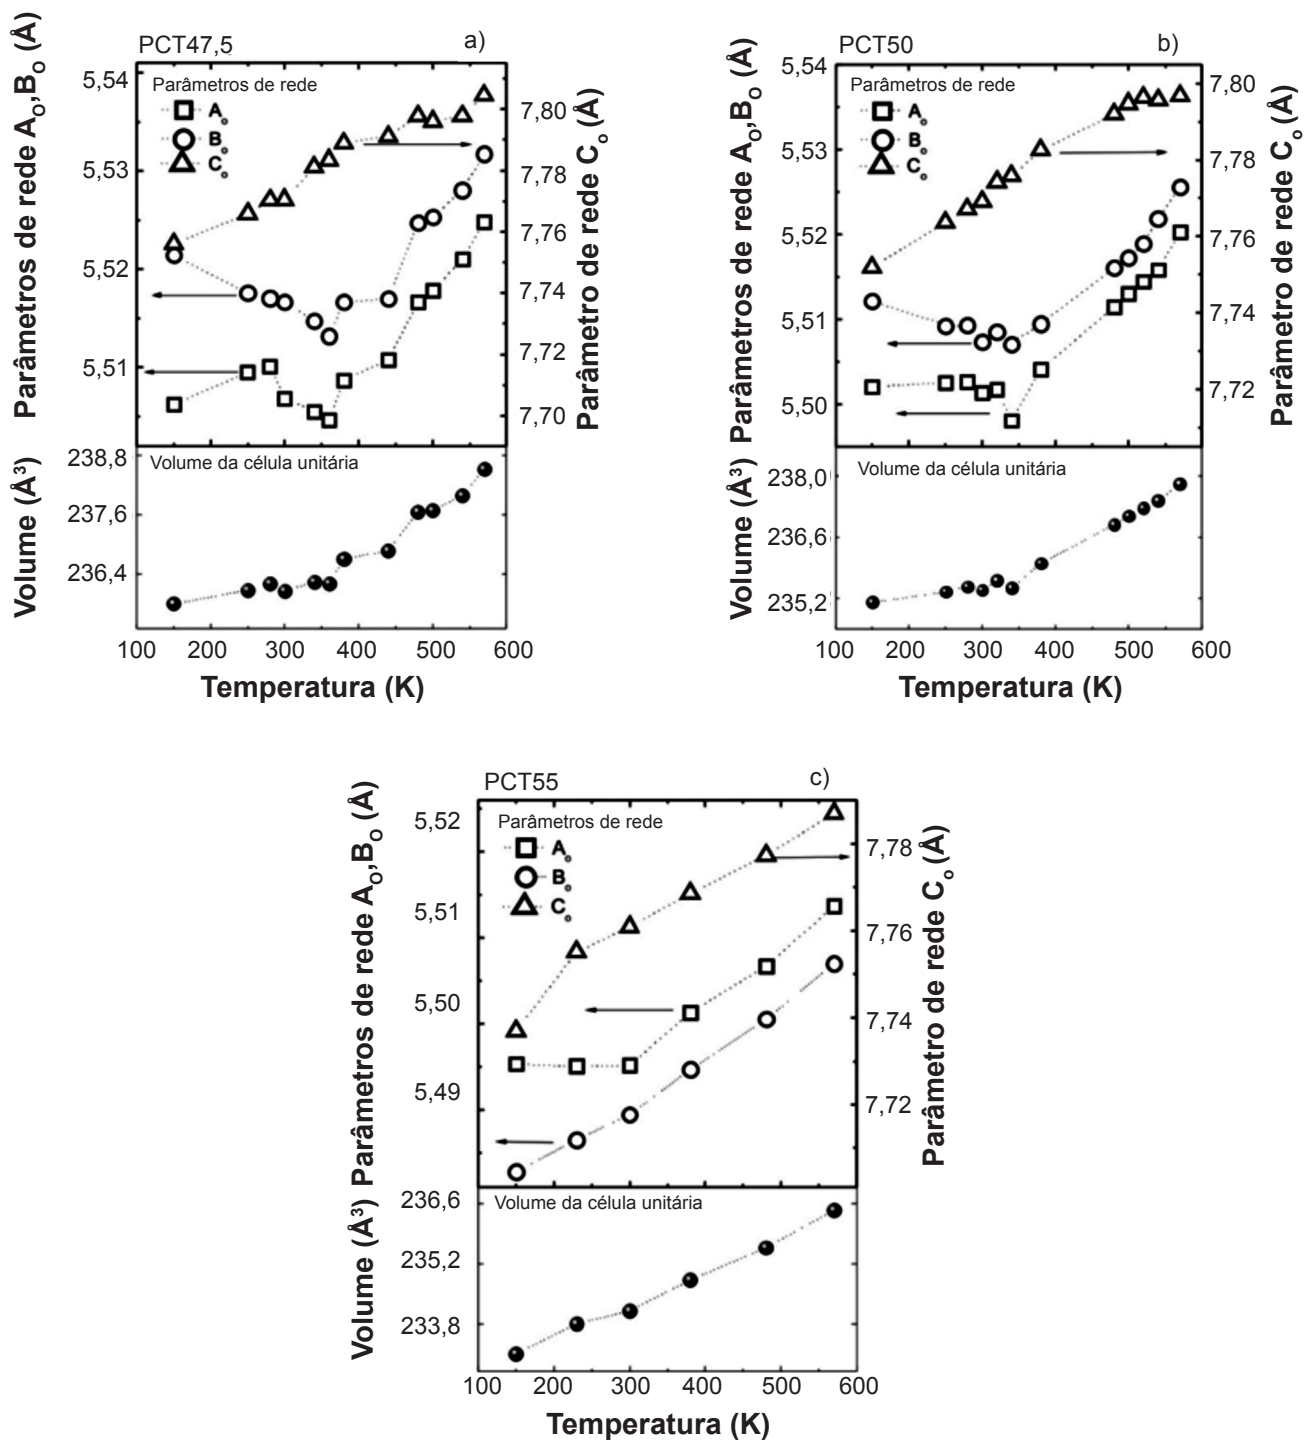 PCT47,5
a)
Parâmetros de rede A₀,B₀ (Å)
5,54
5,53
5,52
5,51
Parâmetros de rede
A₀
B₀
C₀
7,80
7,78
7,76
7,74
7,72
7,70
Parâmetro de rede C₀ (Å)
Volume (Å³)
238,8
237,6
236,4
Volume da célula unitária
100 200 300 400 500 600
Temperatura (K)
PCT50
b)
Parâmetros de rede A₀,B₀ (Å)
5,54
5,53
5,52
5,51
5,50
Parâmetros de rede
A₀
B₀
C₀
7,80
7,78
7,76
7,74
7,72
Parâmetro de rede C₀ (Å)
Volume (Å³)
238,0
236,6
235,2
Volume da célula unitária
100 200 300 400 500 600
Temperatura (K)
PCT55
c)
Parâmetros de rede A₀,B₀ (Å)
5,52
5,51
5,50
5,49
Parâmetros de rede
A₀
B₀
C₀
7,78
7,76
7,74
7,72
Parâmetro de rede C₀ (Å)
Volume (Å³)
236,6
235,2
233,8
Volume da célula unitária
100 200 300 400 500 600
Temperatura (K)